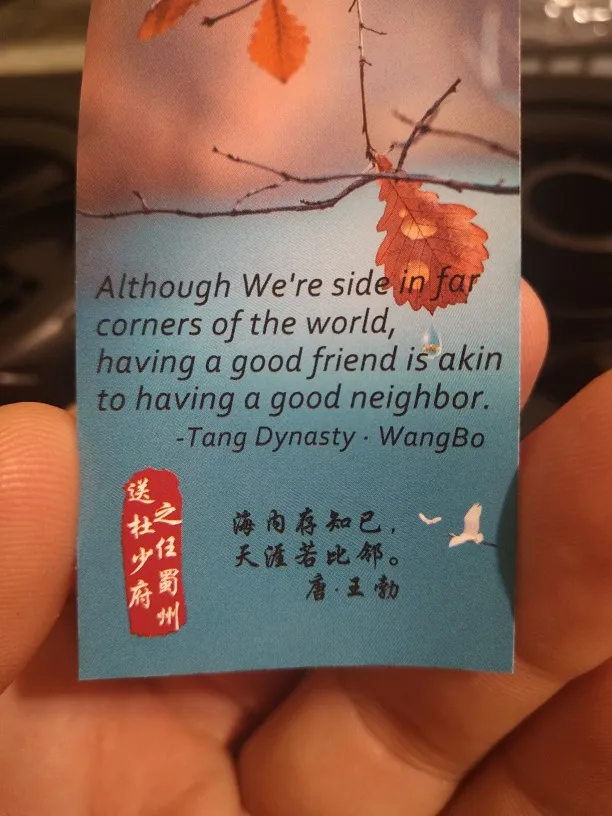 Although We're side in far
corners of the world,
having a good friend is akin
to having a good neighbor.
-Tang Dynasty · WangBo
送杜少府
之任蜀州
海内存知已，
天涯若比邻。
唐·王勃